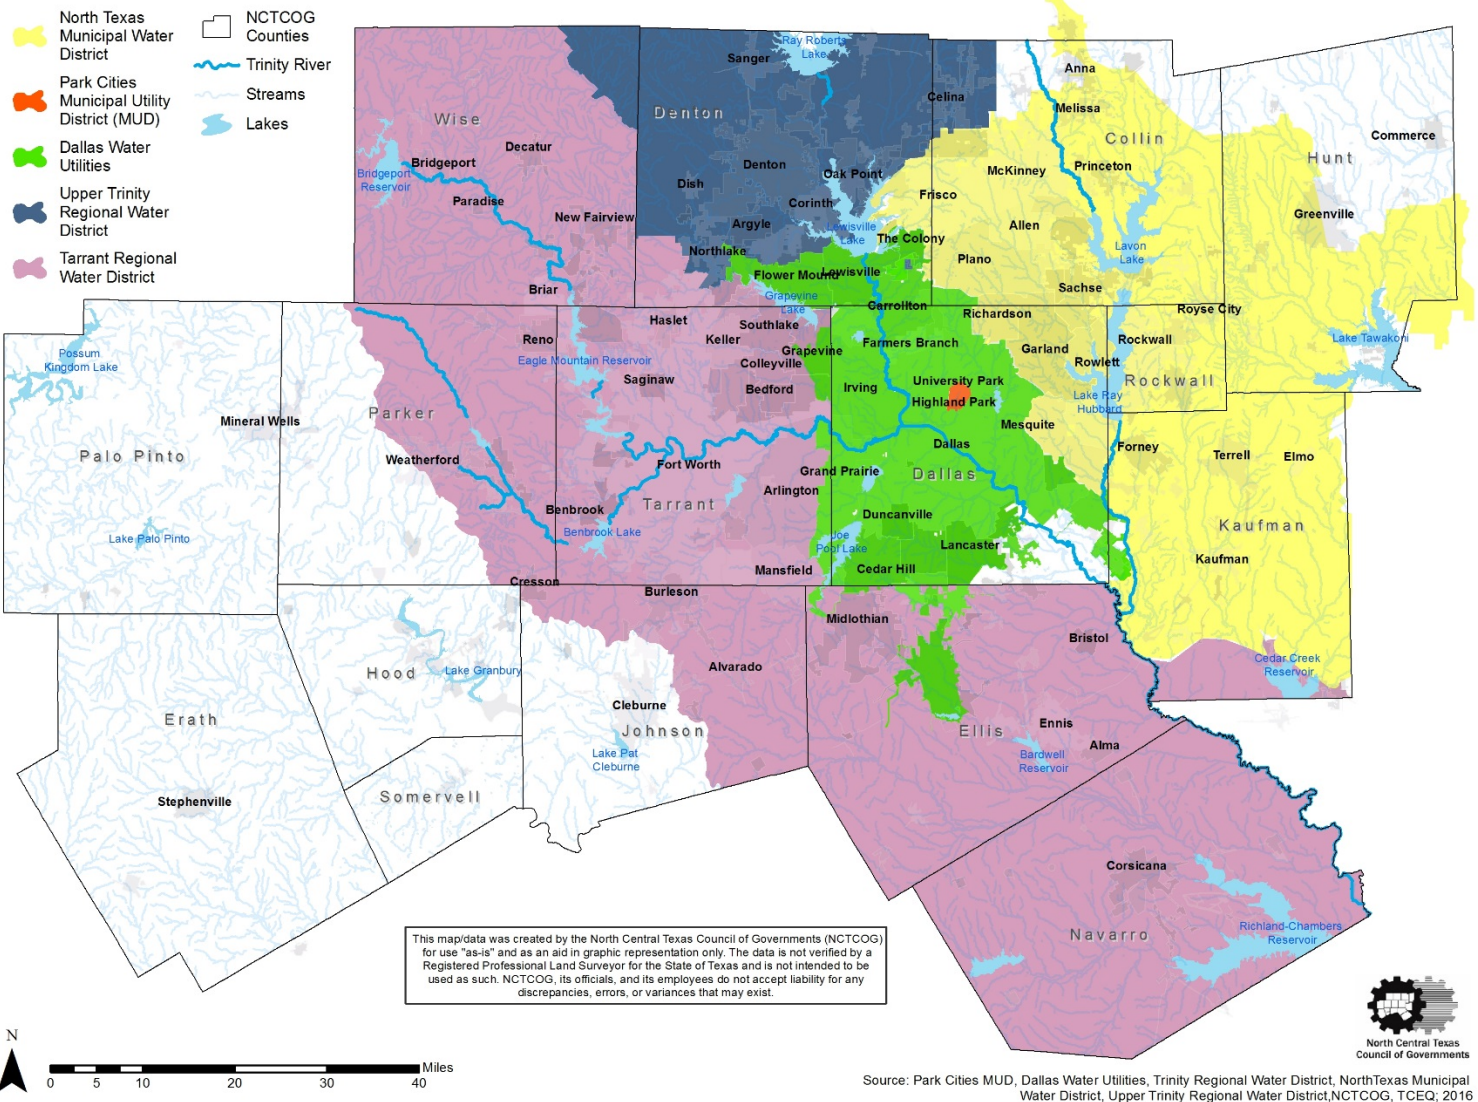 North Texas
Municipal Water
District
Park Cities
Municipal Utility
District (MUD)
Dallas Water
Utilities
Upper Trinity
Regional Water
District
Tarrant Regional
Water District
NCTCOG
Counties
Trinity River
Streams
Lakes
Ray Roberts
Lake
Sanger
Anna
Celina
Melissa
Denton
Collin
Commerce
Wise
Hunt
Decatur
Bridgeport
Denton
Oak Point
McKinney
Princeton
Bridgeport
Reservoir
Dish
Frisco
Paradise
Corinth
Greenville
New Fairview
Argyle
Lewisville
Lake
The Colony
Allen
Northlake
Lavon
Lake
Plano
Flower Mound
Lewisville
Briar
Sachse
Grapevine
Lake
Carrollton
Richardson
Royse City
Haslet
Southlake
Reno
Keller
Farmers Branch
Rockwall
Lake Tawakoni
Possum
Kingdom Lake
Eagle Mountain Reservoir
Grapevine
Garland
Colleyville
Rowlett
Saginaw
Bedford
Irving
University Park
Rockwall
Highland Park
Lake Ray
Hubbard
Parker
Mineral Wells
Mesquite
Palo Pinto
Dallas
Forney
Terrell
Elmo
Weatherford
Fort Worth
Grand Prairie
Dallas
Arlington
Tarrant
Benbrook
Duncanville
Kaufman
Benbrook Lake
Lake Palo Pinto
Joe
Pool Lake
Lancaster
Kaufman
Mansfield
Cedar Hill
Cresson
Burleson
Midlothian
Bristol
Hood
Lake Granbury
Alvarado
Cedar Creek
Reservoir
Cleburne
Erath
Johnson
Ellis
Ennis
Alma
Lake Pat
Cleburne
Bardwell
Reservoir
Stephenville
Somervell
Corsicana
Navarro
Richland-Chambers
Reservoir
This map/data was created by the North Central Texas Council of Governments (NCTCOG)
for use "as-is" and as an aid in graphic representation only. The data is not verified by a
Registered Professional Land Surveyor for the State of Texas and is not intended to be
used as such. NCTCOG, its officials, and its employees do not accept liability for any
discrepancies, errors, or variances that may exist.
N
Miles
0 5 10 20 30 40
North Central Texas
Council of Governments
Source: Park Cities MUD, Dallas Water Utilities, Trinity Regional Water District, NorthTexas Municipal
Water District, Upper Trinity Regional Water District,NCTCOG, TCEQ; 2016